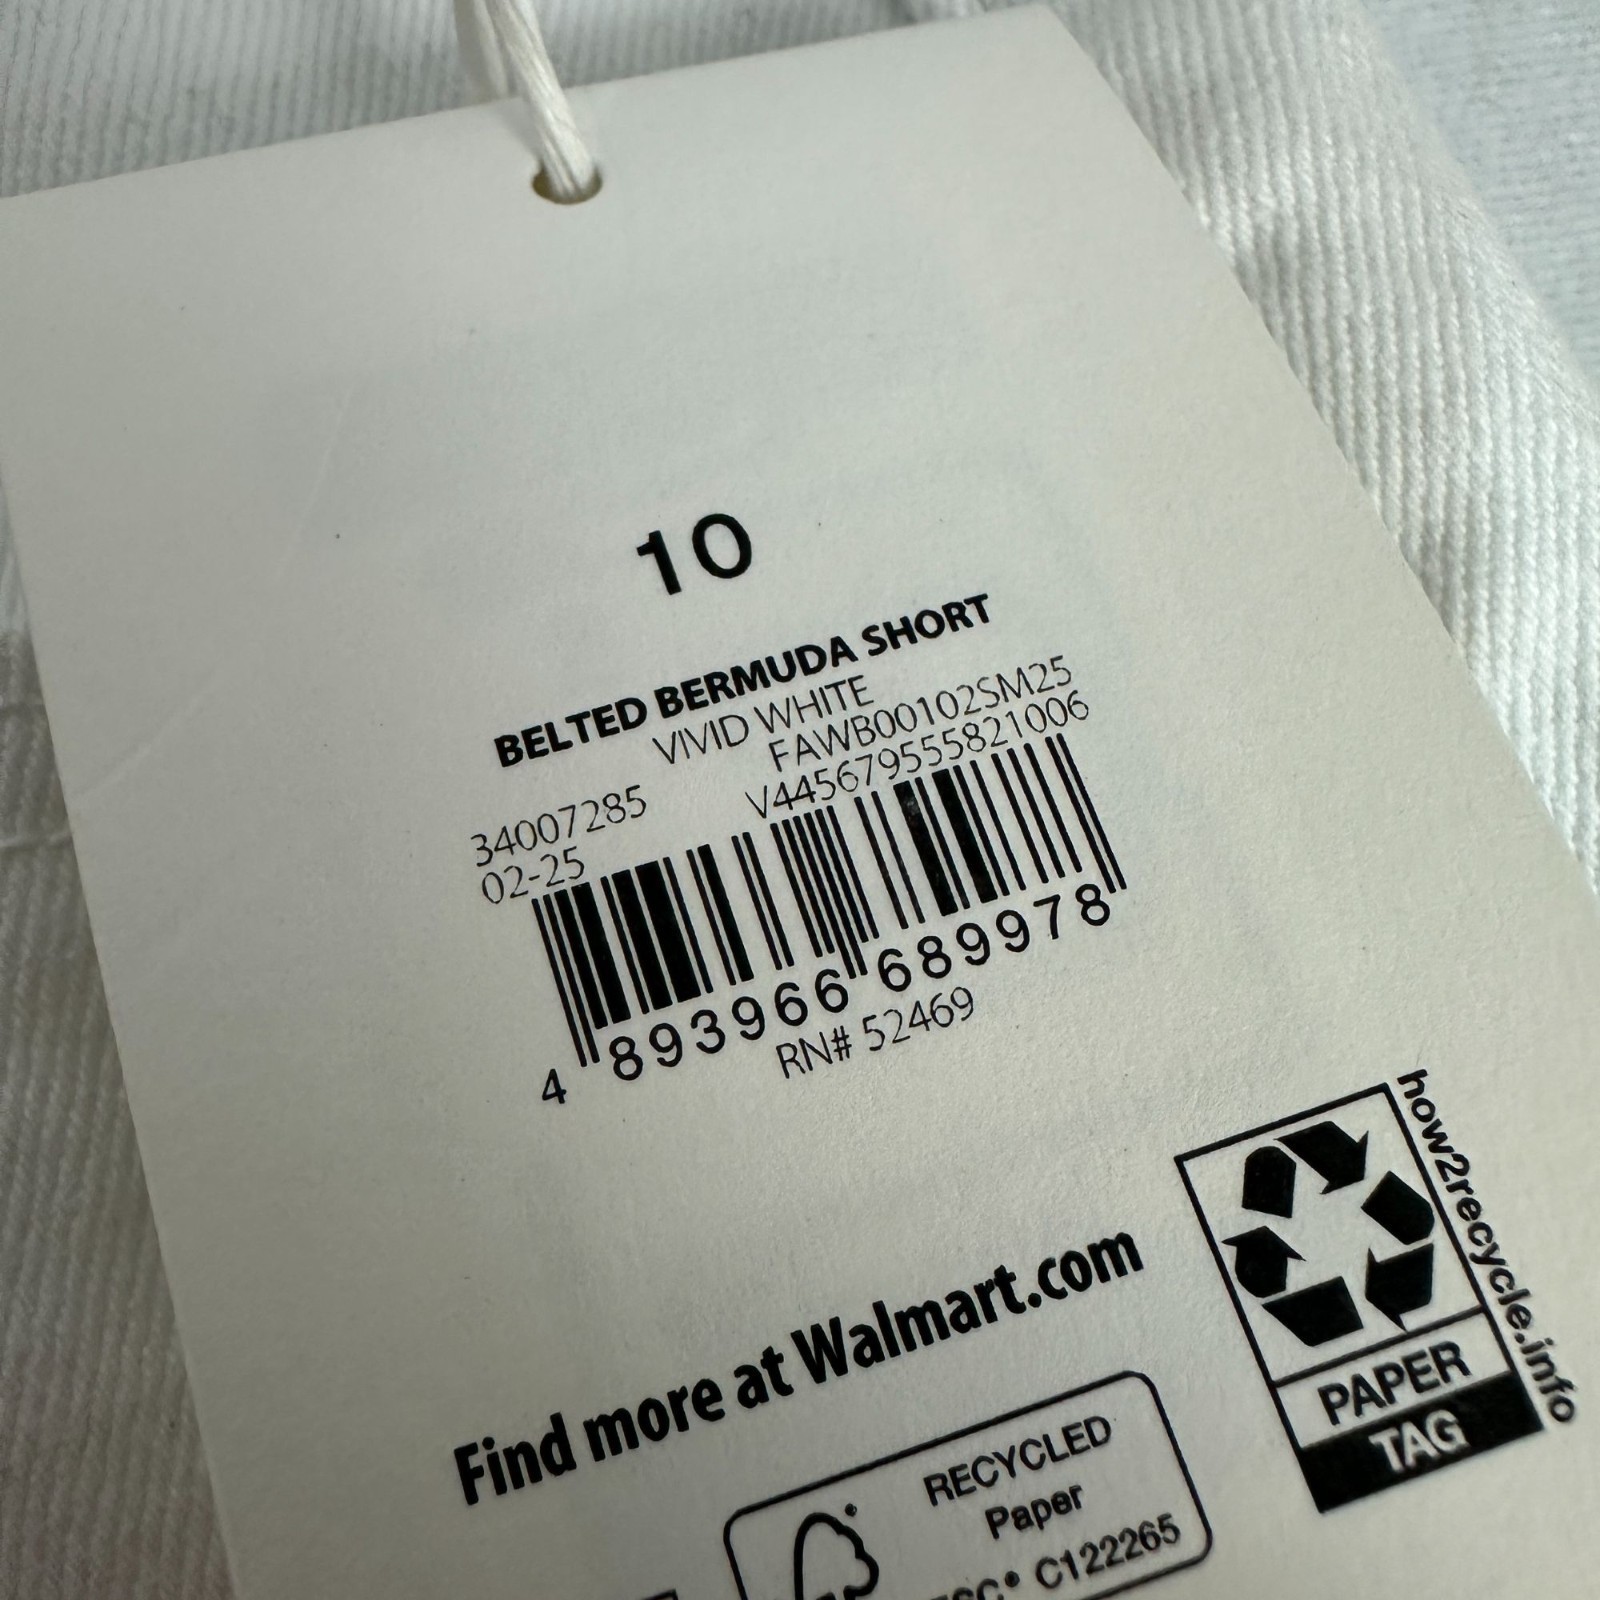 10
BELTED BERMUDA SHORT
VIVID WHITE
FAWB00102SM25
34007285 V445679555821006
02-25
4 893966 689978
RN# 52469
how2recycle.info
PAPER
TAG
Find more at Walmart.com
RECYCLED
Paper
FSC® C122265